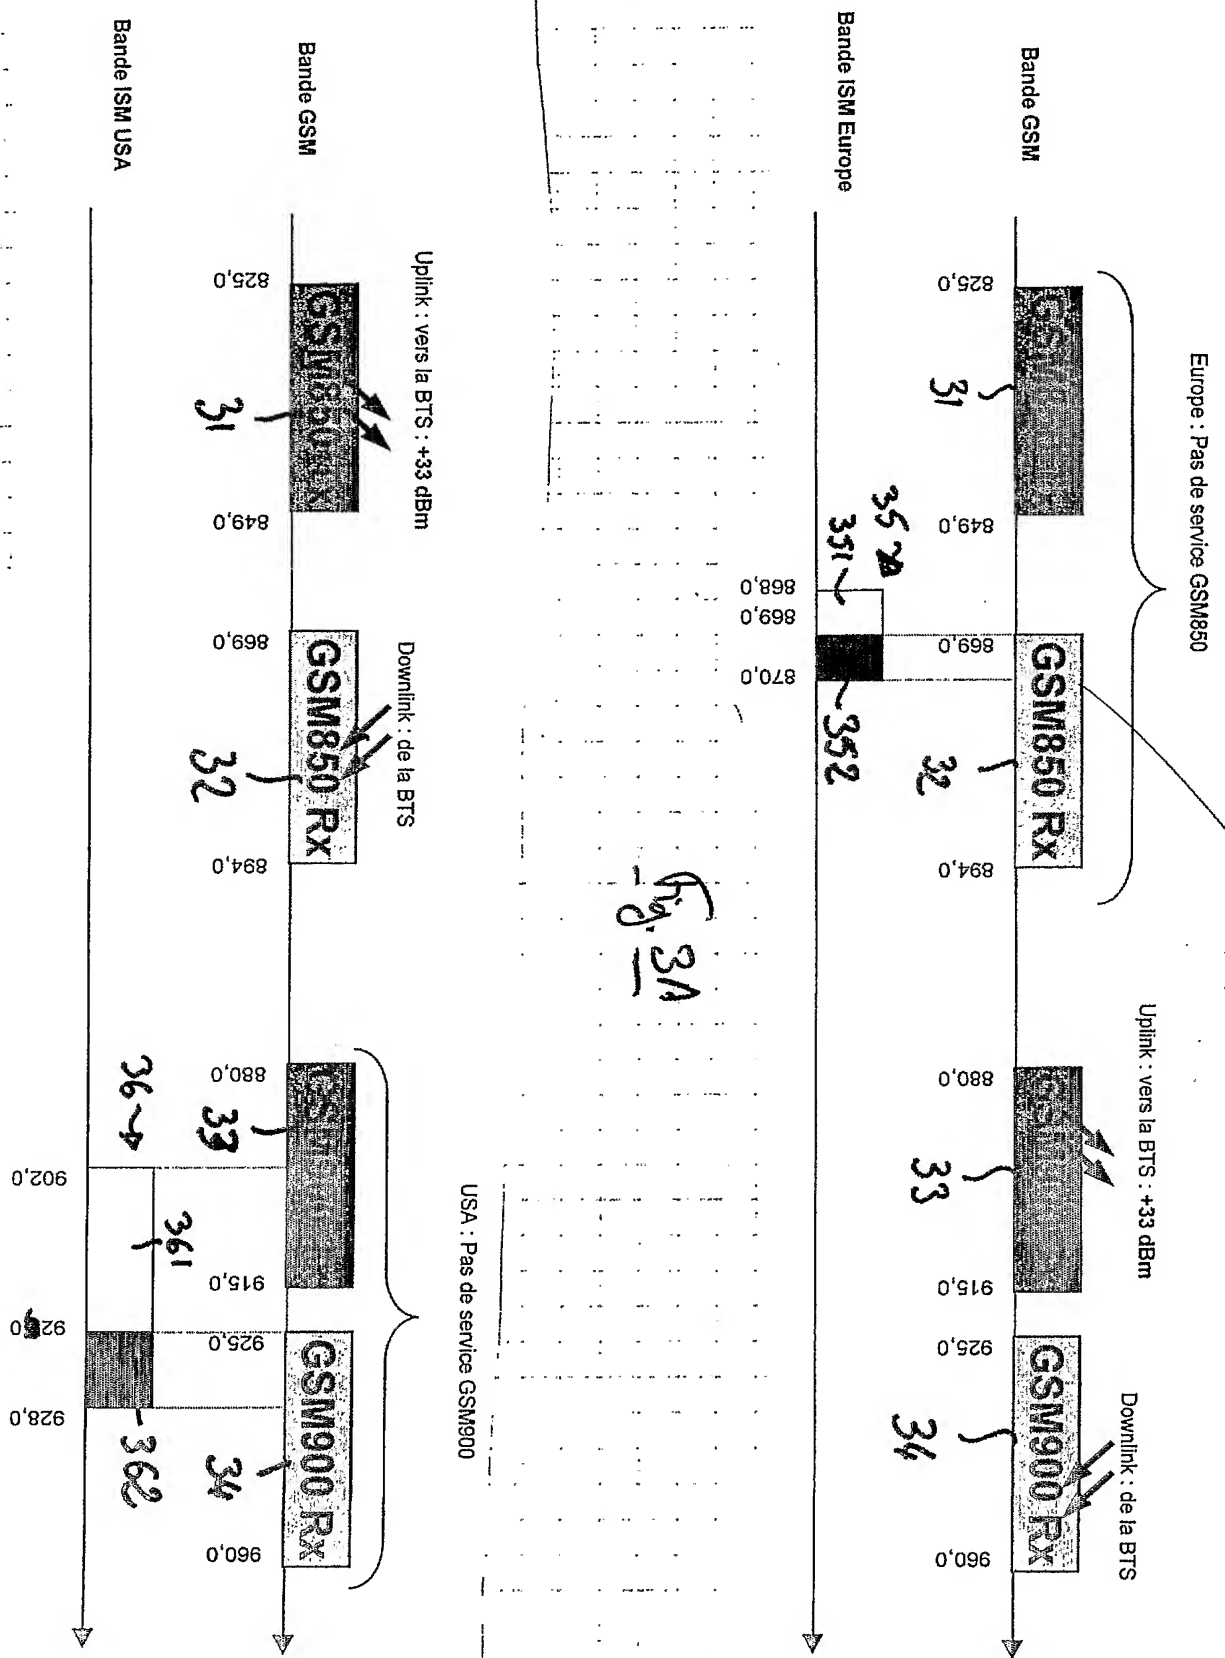 Europe : Pas de service GSM850
Uplink : vers la BTS : +33 dBm
Downlink : de la BTS
Bande GSM
GSM850 Rx
GSM900 Rx
31
32
33
34
825,0
849,0
869,0
894,0
880,0
915,0
925,0
960,0
Bande ISM Europe
35
351
352
868,0
869,0
870,0
Fig. 3A
Uplink : vers la BTS : +33 dBm
Downlink : de la BTS
USA : Pas de service GSM900
Bande GSM
GSM850
GSM850 Rx
GSM900 Rx
31
32
33
34
825,0
849,0
869,0
894,0
880,0
915,0
925,0
960,0
Bande ISM USA
36
361
362
902,0
928,0